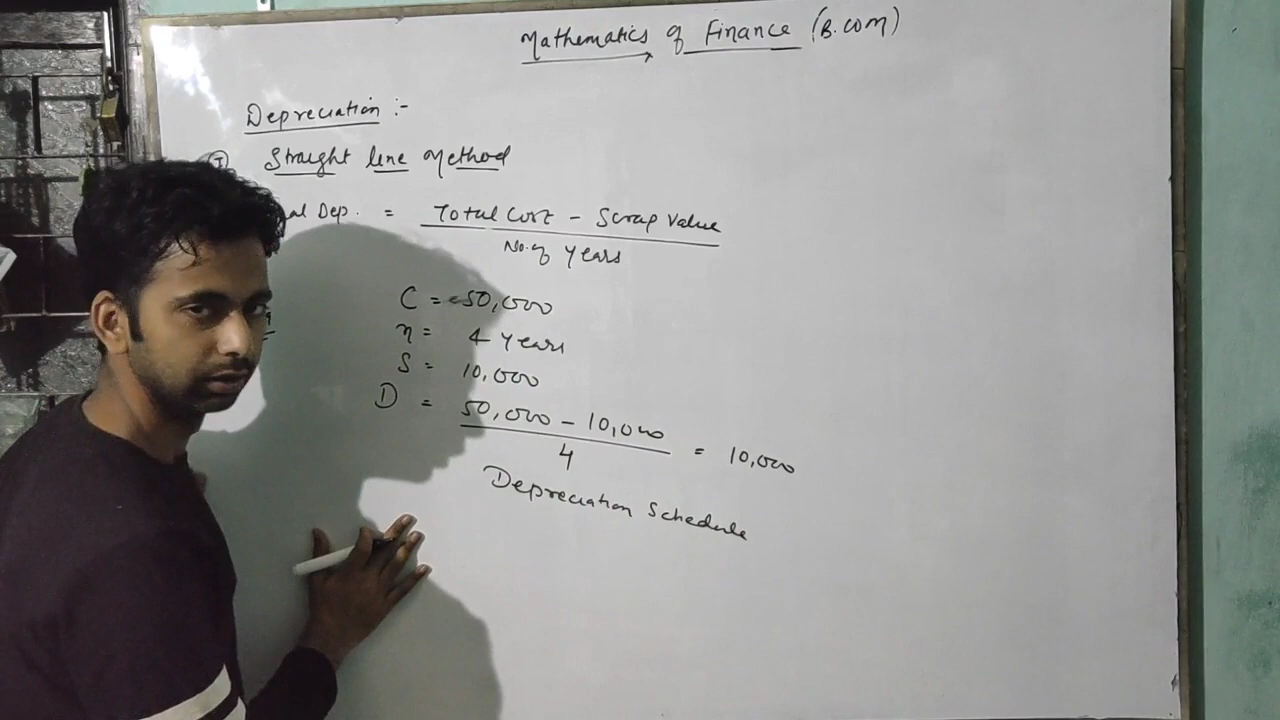 Mathematics of Finance (B.com)
Depreciation :-
(I) Straight line Method
al Dep. = Total Cost - Scrap Value
No. of Years
C = 50,000
n = 4 Years
S = 10,000
D = 50,000 - 10,000
4
= 10,000
Depreciation Schedule